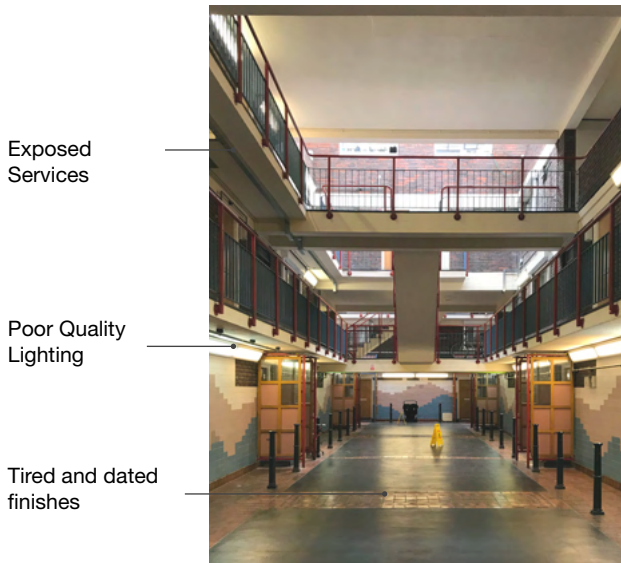 Exposed
Services
Poor Quality
Lighting
Tired and dated
finishes